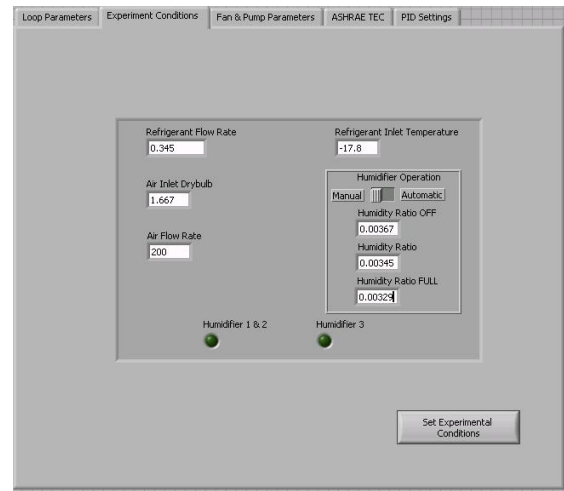 Loop Parameters
Experiment Conditions
Fan & Pump Parameters
ASHRAE TEC
PID Settings
Refrigerant Flow Rate
0.345
Refrigerant Inlet Temperature
-17.8
Air Inlet Drybulb
1.667
Air Flow Rate
200
Humidifier Operation
Manual
Automatic
Humidity Ratio OFF
0.00367
Humidity Ratio
0.00345
Humidity Ratio FULL
0.00329
Humidifier 1 & 2
Humidifier 3
Set Experimental
Conditions